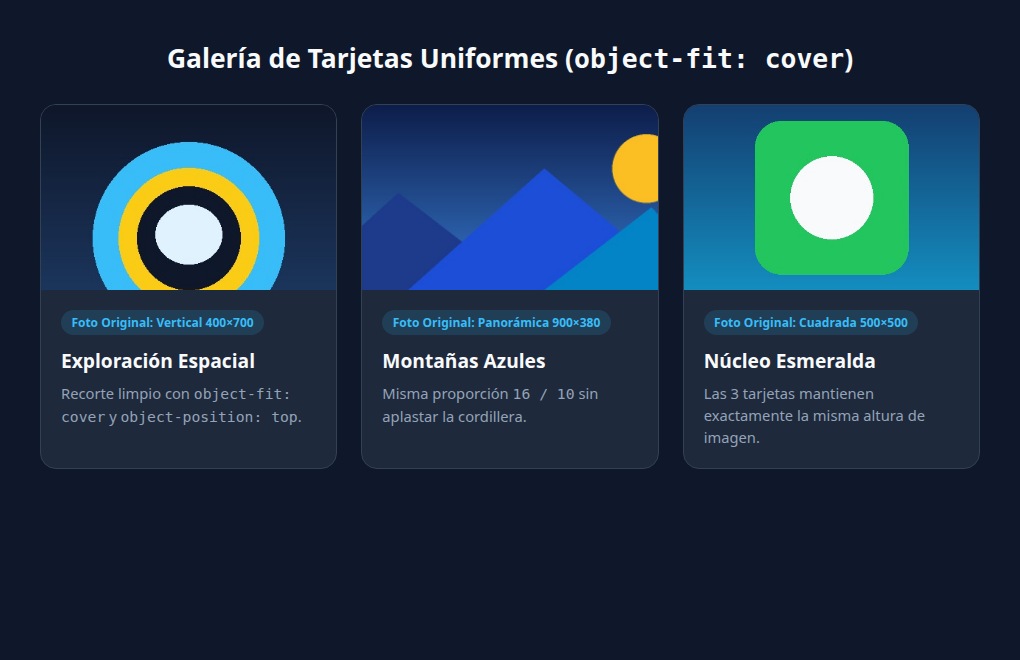 Galería de Tarjetas Uniformes (object-fit: cover)
Foto Original: Vertical 400×700
Exploración Espacial
Recorte limpio con object-fit:
cover y object-position: top.
Foto Original: Panorámica 900×380
Montañas Azules
Misma proporción 16 / 10 sin
aplastar la cordillera.
Foto Original: Cuadrada 500×500
Núcleo Esmeralda
Las 3 tarjetas mantienen
exactamente la misma altura de
imagen.